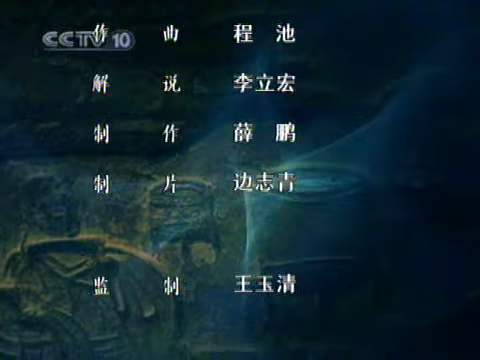 CCTV 10
作 曲 程 池
解 说 李立宏
制 作 薛 鹏
制 片 边志青
监 制 王玉清